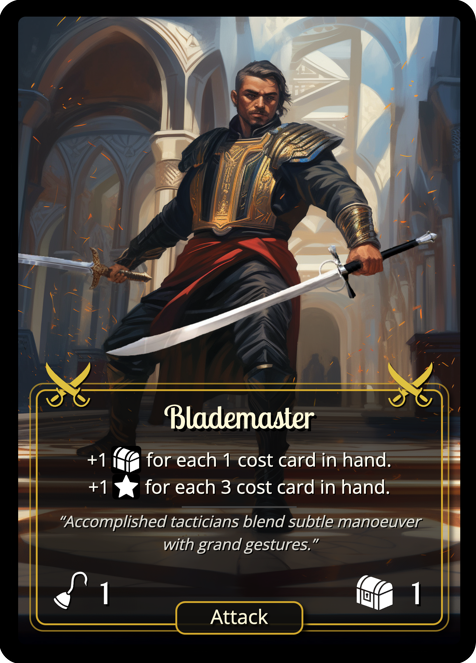 Blademaster
+1 for each 1 cost card in hand.
+1 for each 3 cost card in hand.
“Accomplished tacticians blend subtle manoeuver
with grand gestures.”
1 1
Attack